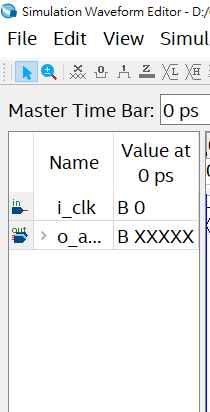 Simulation Waveform Editor - D:/
File Edit View Simul
Master Time Bar: 0 ps
Name
Value at
0 ps
in i_clk B 0
out > o_a... B XXXXX